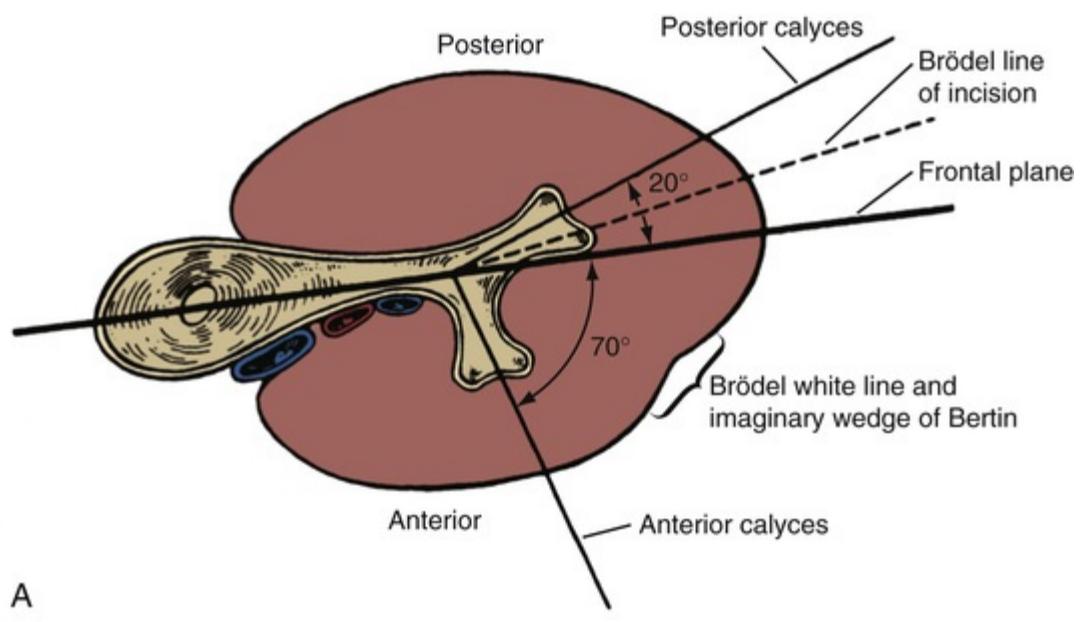 Posterior
Posterior calyces
Brödel line
of incision
Frontal plane
20°
70°
Brödel white line and
imaginary wedge of Bertin
Anterior
Anterior calyces
A